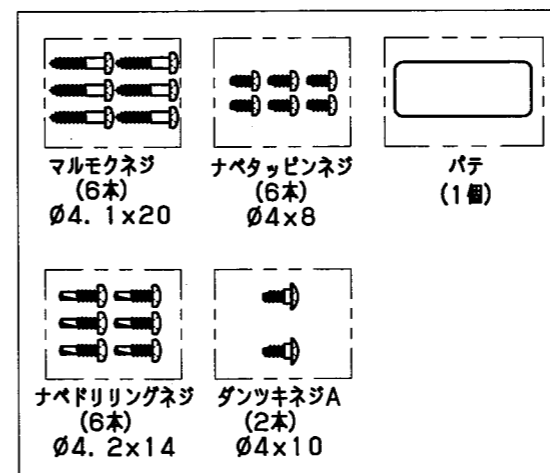 マルモクネジ
(6本)
Ø4. 1x20
ナベタッピンネジ
(6本)
Ø4x8
パテ
(1個)
ナベドリリングネジ
(6本)
Ø4. 2x14
ダンツキネジA
(2本)
Ø4x10